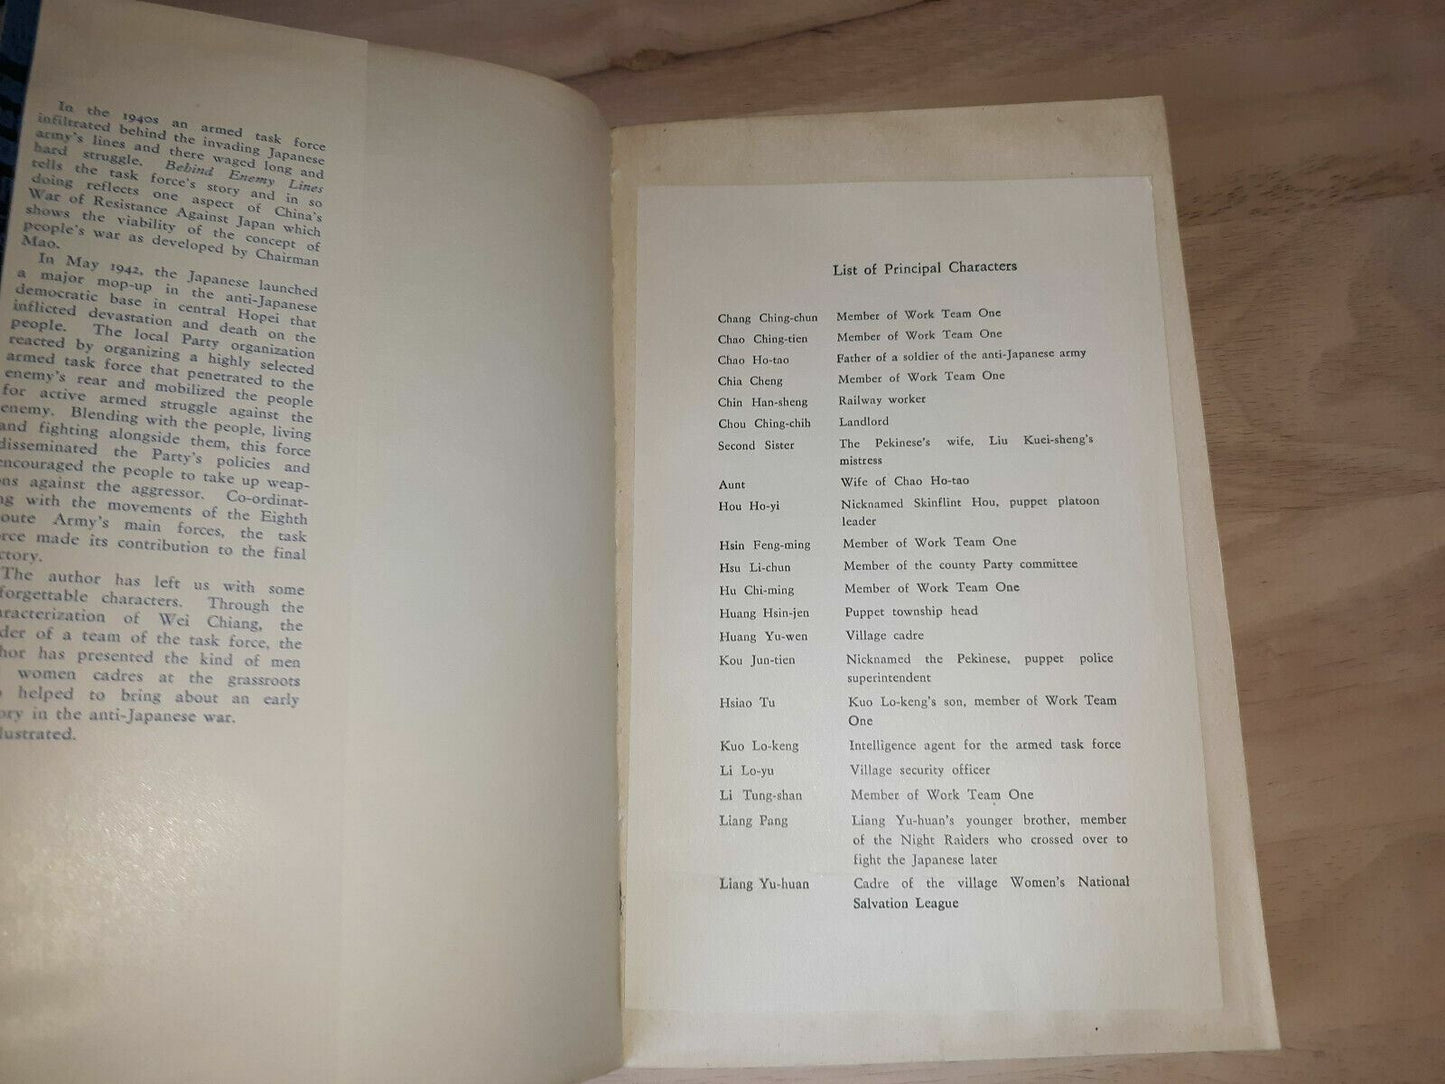 In the 1940s an armed task force
infiltrated behind the invading Japanese
army's lines and there waged long and
hard struggle. Behind Enemy Lines
tells the task force's story and in so
doing reflects one aspect of China's
War of Resistance Against Japan which
shows the viability of the concept of
people's war as developed by Chairman
Mao.
In May 1942, the Japanese launched
a major mop-up in the anti-Japanese
democratic base in central Hopei that
inflicted devastation and death on the
people. The local Party organization
reacted by organizing a highly selected
armed task force that penetrated to the
enemy's rear and mobilized the people
for active armed struggle against the
enemy. Blending with the people, living
and fighting alongside them, this force
disseminated the Party's policies and
encouraged the people to take up weap-
ons against the aggressor. Co-ordinat-
ng with the movements of the Eighth
oute Army's main forces, the task
rce made its contribution to the final
ctory.
The author has left us with some
forgettable characters. Through the
aracterization of Wei Chiang, the
der of a team of the task force, the
hor has presented the kind of men
women cadres at the grassroots
helped to bring about an early
ory in the anti-Japanese war.
lustrated.
List of Principal Characters
Chang Ching-chun Member of Work Team One
Chao Ching-tien Member of Work Team One
Chao Ho-tao Father of a soldier of the anti-Japanese army
Chia Cheng Member of Work Team One
Chin Han-sheng Railway worker
Chou Ching-chih Landlord
Second Sister The Pekinese's wife, Liu Kuei-sheng's
mistress
Aunt Wife of Chao Ho-tao
Hou Ho-yi Nicknamed Skinflint Hou, puppet platoon
leader
Hsin Feng-ming Member of Work Team One
Hsu Li-chun Member of the county Party committee
Hu Chi-ming Member of Work Team One
Huang Hsin-jen Puppet township head
Huang Yu-wen Village cadre
Kou Jun-tien Nicknamed the Pekinese, puppet police
superintendent
Hsiao Tu Kuo Lo-keng's son, member of Work Team
One
Kuo Lo-keng Intelligence agent for the armed task force
Li Lo-yu Village security officer
Li Tung-shan Member of Work Team One
Liang Pang Liang Yu-huan's younger brother, member
of the Night Raiders who crossed over to
fight the Japanese later
Liang Yu-huan Cadre of the village Women's National
Salvation League